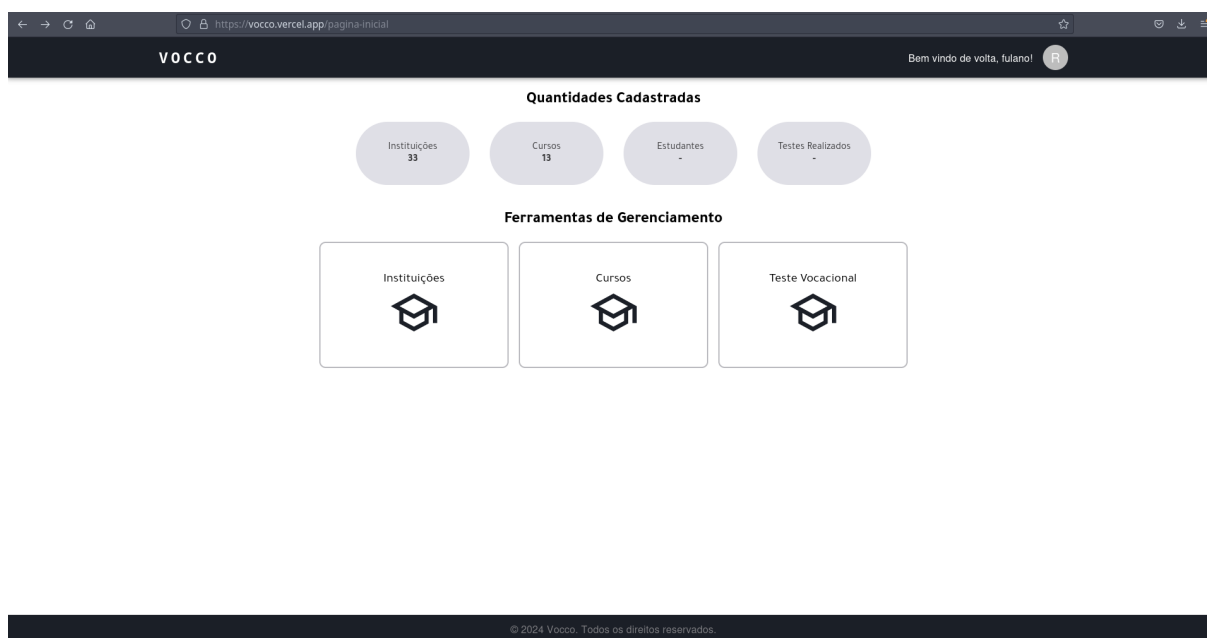 https://vocco.vercel.app/pagina-inicial
VOCCO
Bem vindo de volta, fulano!
R
Quantidades Cadastradas
Instituições
33
Cursos
13
Estudantes
-
Testes Realizados
-
Ferramentas de Gerenciamento
Instituições
Cursos
Teste Vocacional
© 2024 Vocco. Todos os direitos reservados.